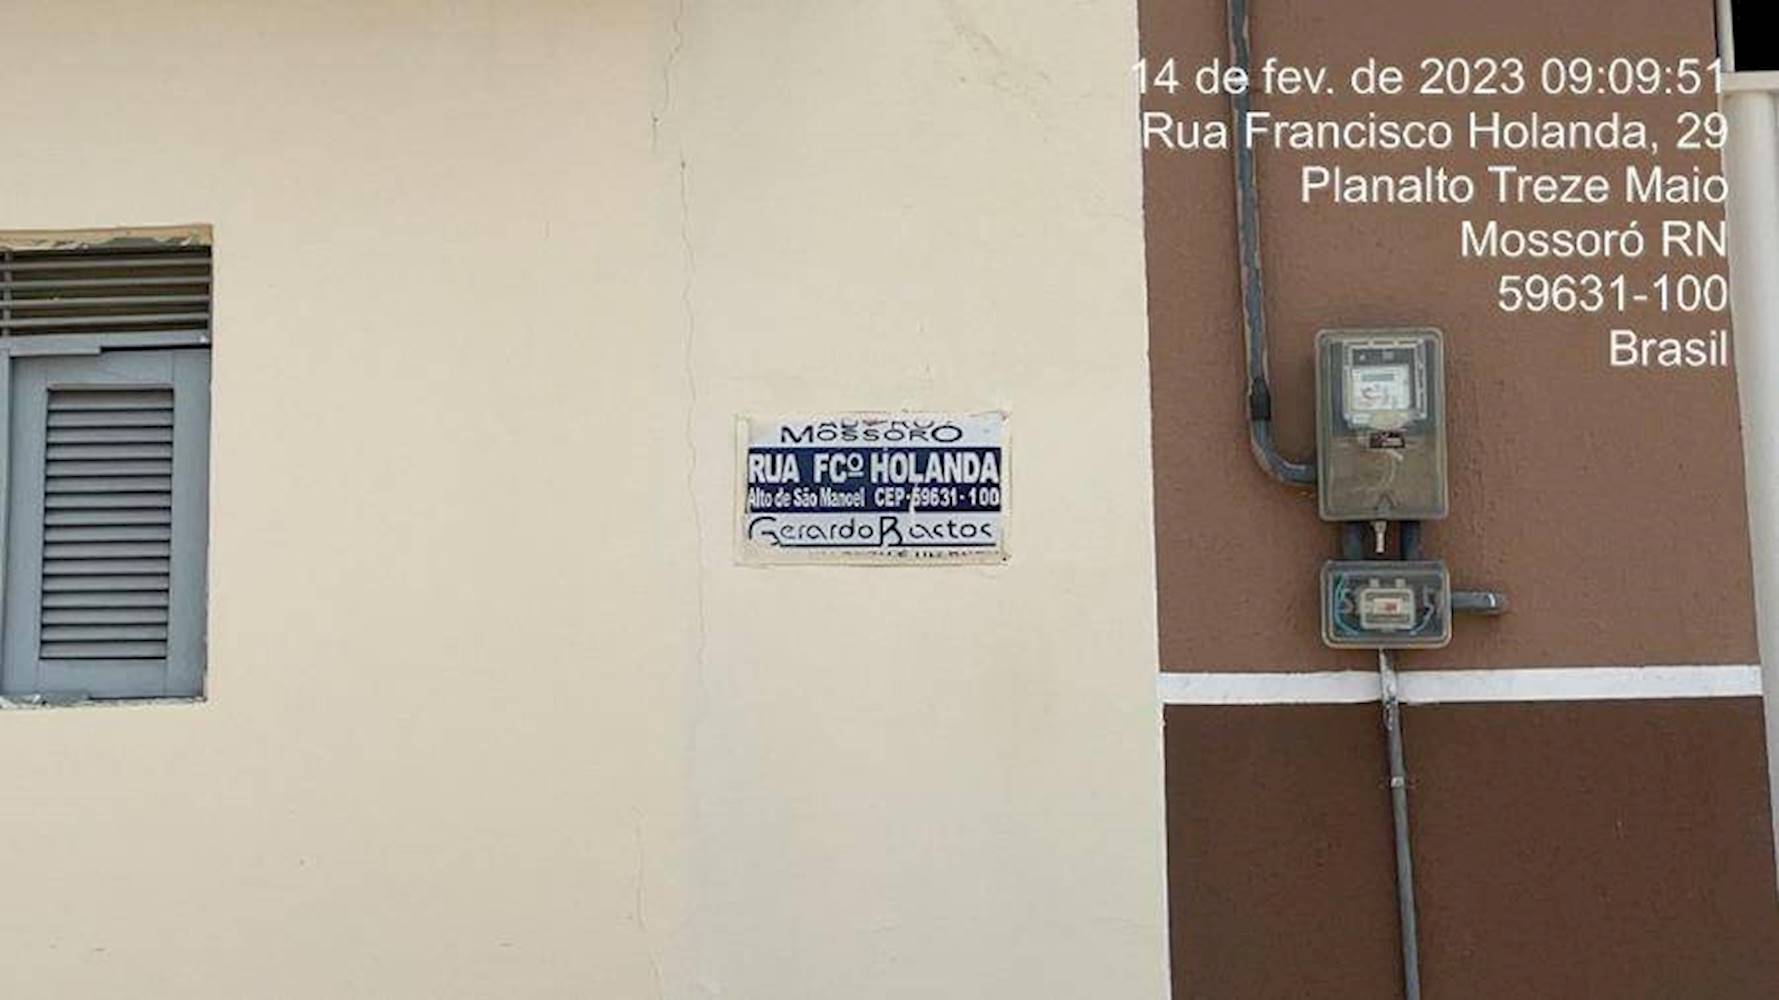 14 de fev. de 2023 09:09:51
Rua Francisco Holanda, 29
Planalto Treze Maio
Mossoró RN
59631-100
Brasil
MOSSORÓ
RUA FCº HOLANDA
Alto de São Manoel CEP-59631-100
Gerardo Bastos